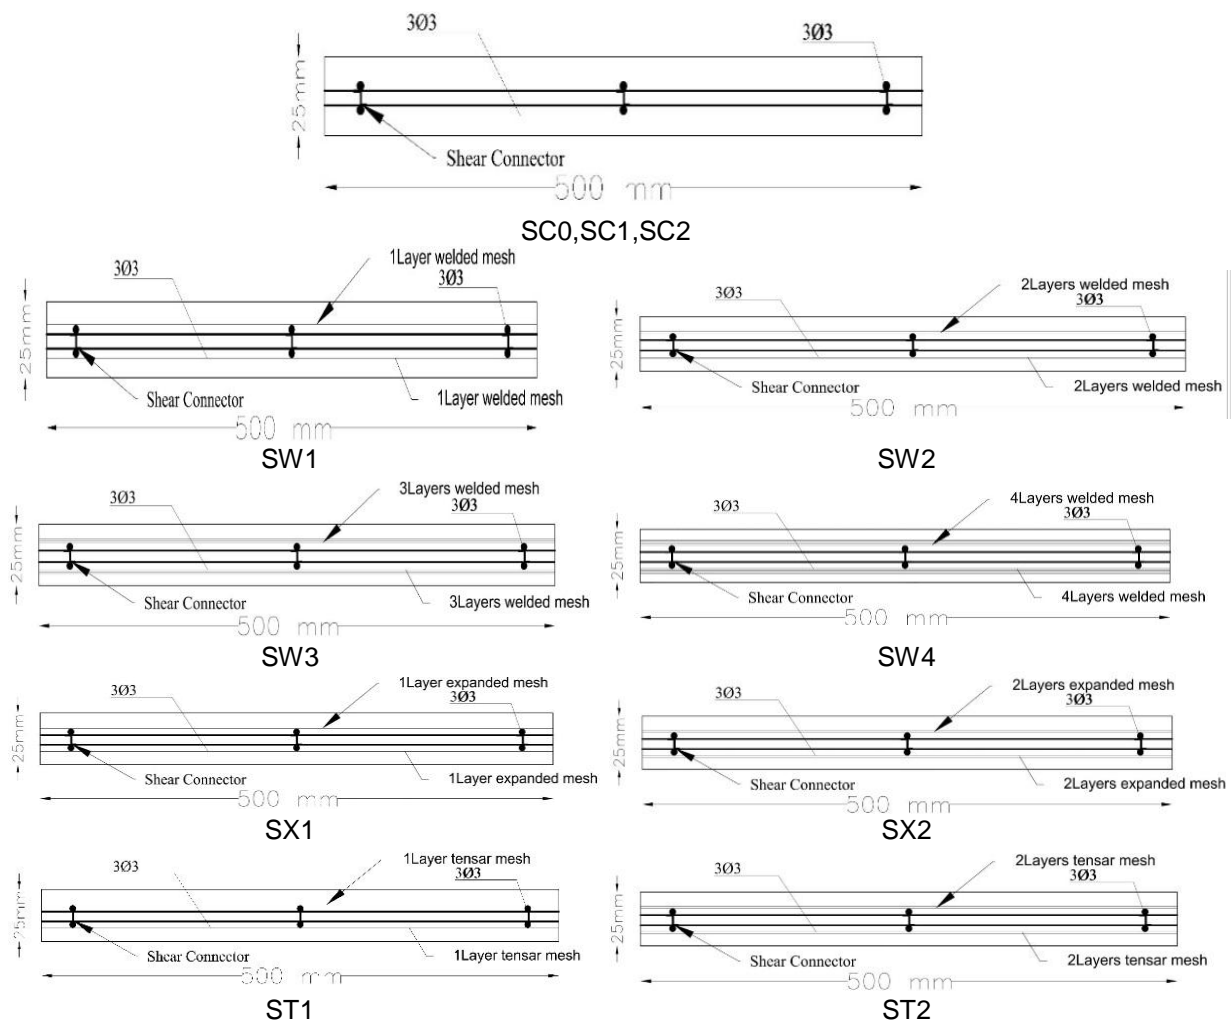 3Ø3
3Ø3
25mm
Shear Connector
500 mm
SC0,SC1,SC2
1Layer welded mesh
3Ø3
3Ø3
25mm
Shear Connector
1Layer welded mesh
500 mm
SW1
2Layers welded mesh
3Ø3
3Ø3
25mm
Shear Connector
2Layers welded mesh
500 mm
SW2
3Layers welded mesh
3Ø3
3Ø3
25mm
Shear Connector
3Layers welded mesh
500 mm
SW3
4Layers welded mesh
3Ø3
3Ø3
25mm
Shear Connector
4Layers welded mesh
500 mm
SW4
1Layer expanded mesh
3Ø3
3Ø3
25mm
Shear Connector
1Layer expanded mesh
500 mm
SX1
2Layers expanded mesh
3Ø3
3Ø3
25mm
Shear Connector
2Layers expanded mesh
500 mm
SX2
1Layer tensar mesh
3Ø3
3Ø3
25mm
Shear Connector
1Layer tensar mesh
500 mm
ST1
2Layers tensar mesh
3Ø3
3Ø3
25mm
Shear Connector
2Layers tensar mesh
500 mm
ST2